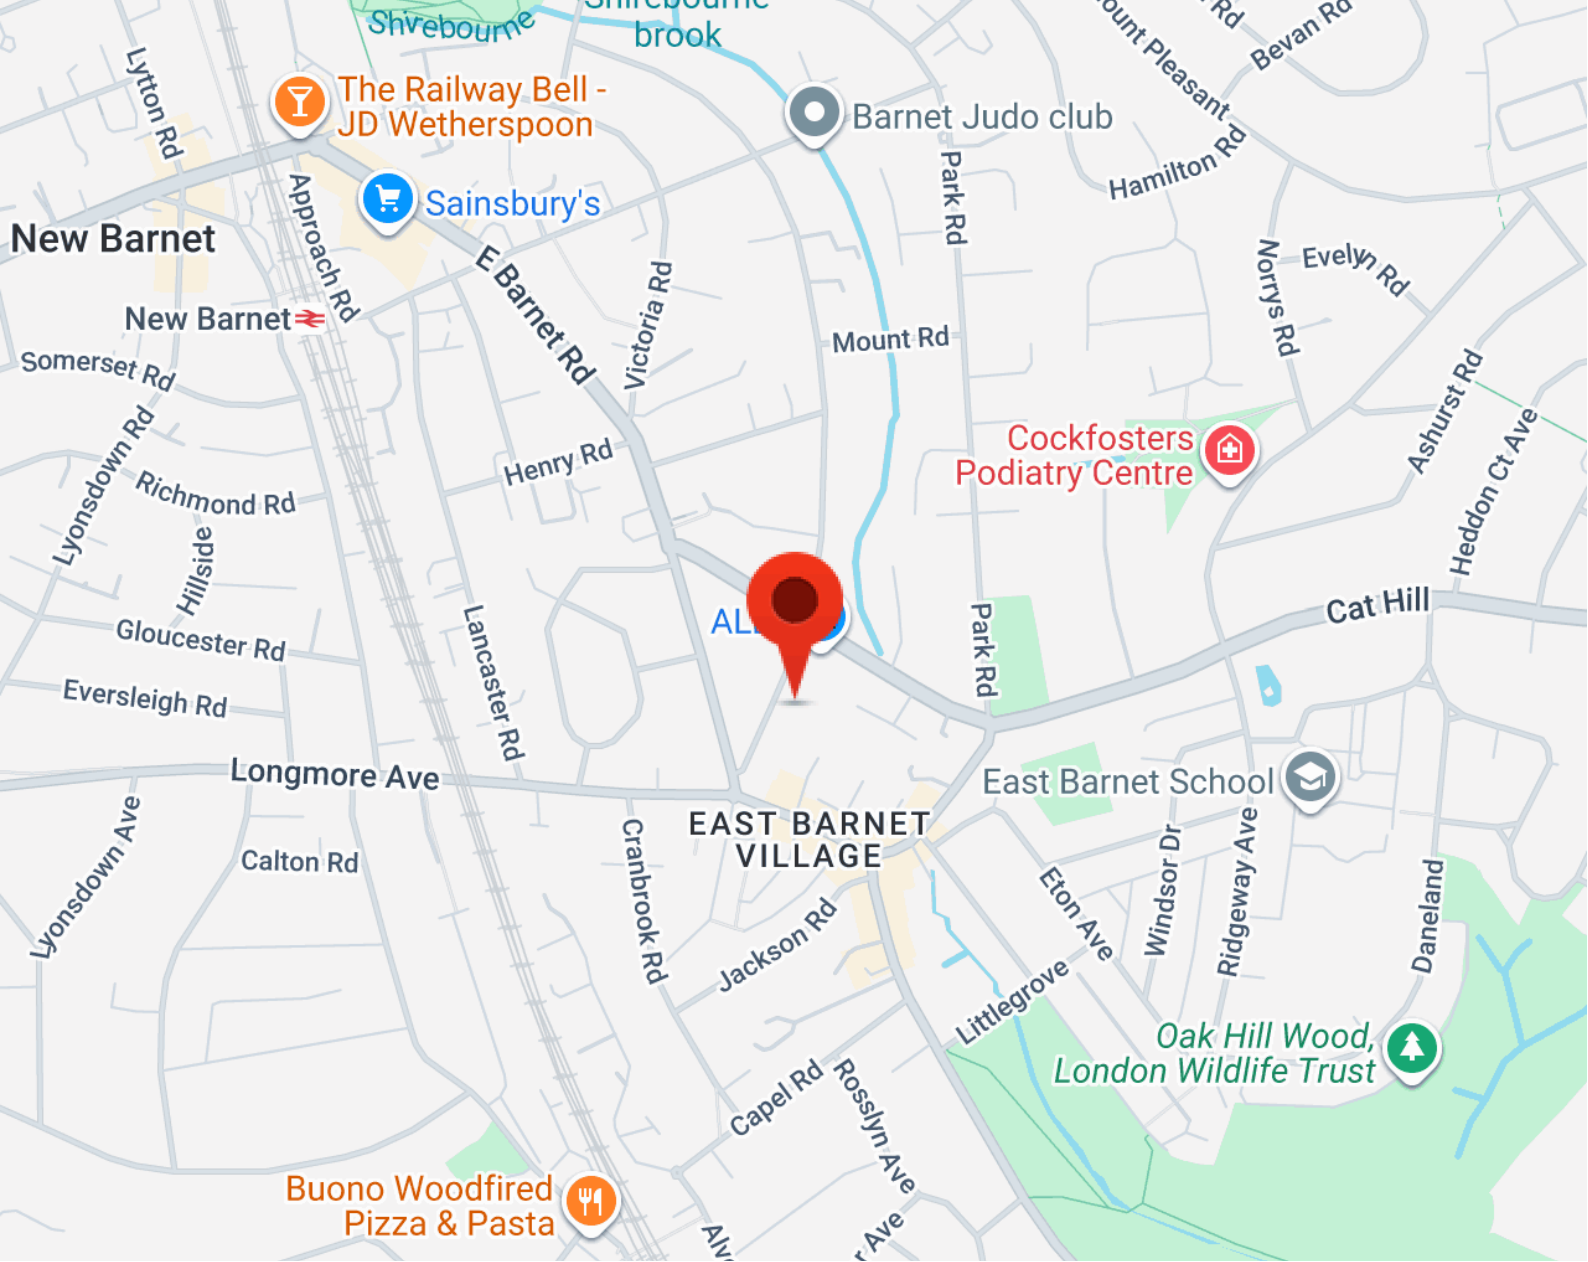 Shirebourne
brook
Shirebourne
Rd
Bevan Rd
Mount Pleasant
Lytton Rd
The Railway Bell -
JD Wetherspoon
Barnet Judo club
Hamilton Rd
Park Rd
Approach Rd
Sainsbury's
New Barnet
E Barnet Rd
Victoria Rd
Norrys Rd
Evelyn Rd
New Barnet
Mount Rd
Somerset Rd
Ashurst Rd
Lyonsdown Rd
Henry Rd
Cockfosters
Podiatry Centre
Heddon Ct Ave
Richmond Rd
Hillside
Cat Hill
Gloucester Rd
Lancaster Rd
Park Rd
Eversleigh Rd
Longmore Ave
East Barnet School
EAST BARNET
VILLAGE
Lyonsdown Ave
Calton Rd
Cranbrook Rd
Jackson Rd
Eton Ave
Windsor Dr
Ridgeway Ave
Daneland
Littlegrove
Oak Hill Wood,
London Wildlife Trust
Capel Rd
Rosslyn Ave
Buono Woodfired
Pizza & Pasta
r Ave